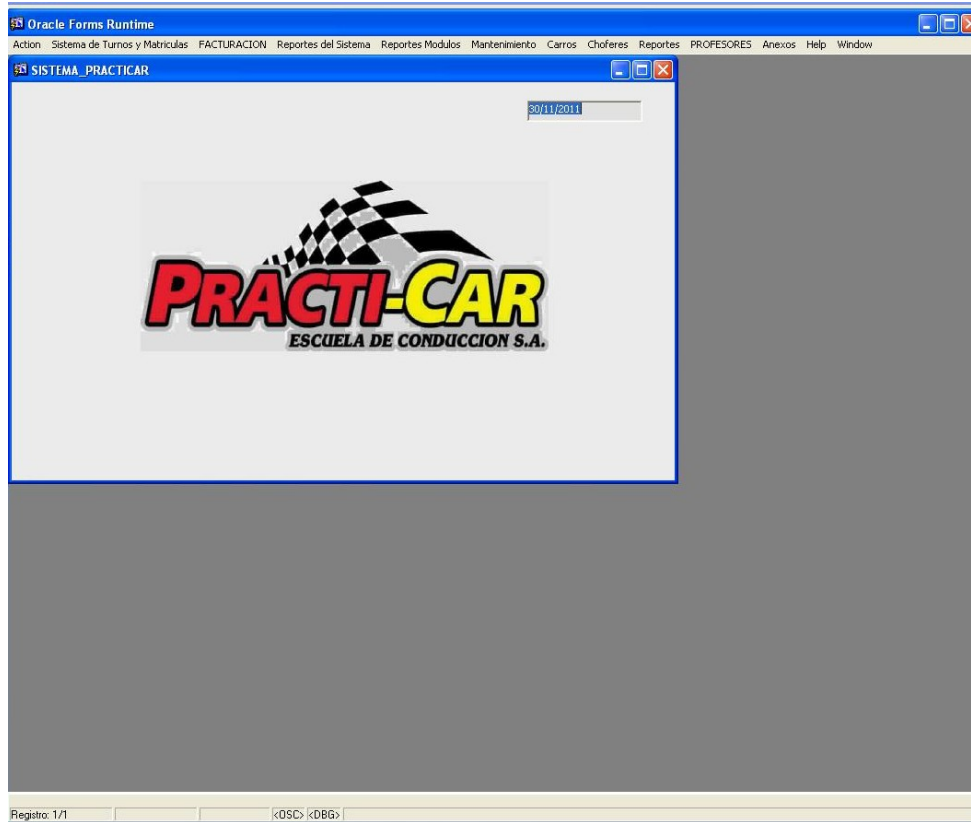 Oracle Forms Runtime
Action Sistema de Turnos y Matriculas FACTURACION Reportes del Sistema Reportes Modulos Mantenimiento Carros Choferes Reportes PROFESORES Anexos Help Window
SISTEMA_PRACTICAR
30/11/2011
PRACTI-CAR
ESCUELA DE CONDUCCION S.A.
Registro: 1/1 <OSC> <DBG>